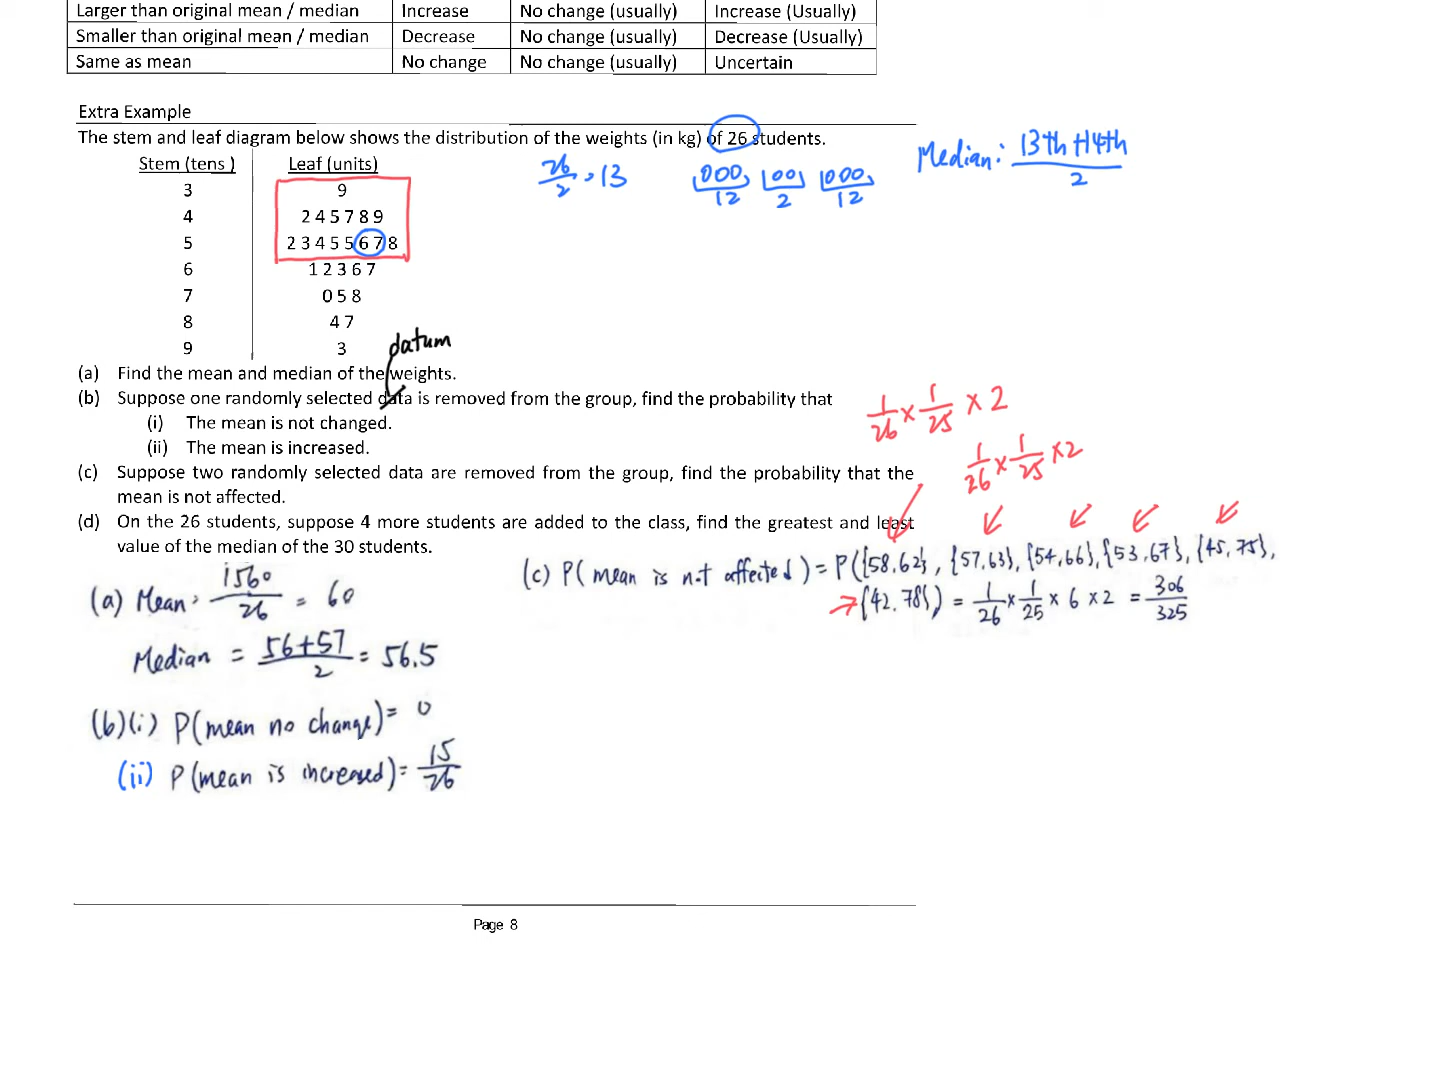 Larger than original mean / median Increase No change (usually) Increase (Usually)
Smaller than original mean / median Decrease No change (usually) Decrease (Usually)
Same as mean No change No change (usually) Uncertain
Extra Example
The stem and leaf diagram below shows the distribution of the weights (in kg) of 26 students.
Median: 13th +14th / 2
Stem (tens ) Leaf (units)
26/2 = 13
000 100 1000
12 2 12
3 9
4 2 4 5 7 8 9
5 2 3 4 5 5 6 7 8
6 1 2 3 6 7
7 0 5 8
8 4 7
9 3
datum
(a) Find the mean and median of the weights.
(b) Suppose one randomly selected data is removed from the group, find the probability that
(i) The mean is not changed.
(ii) The mean is increased.
1/26 × 1/25 × 2
1/26 × 1/25 × 2
(c) Suppose two randomly selected data are removed from the group, find the probability that the
mean is not affected.
(d) On the 26 students, suppose 4 more students are added to the class, find the greatest and least
value of the median of the 30 students.
(a) Mean = 1560/26 = 60
Median = 56+57/2 = 56.5
(b)(i) P(mean no change) = 0
(ii) P(mean is increased) = 15/26
(c) P( mean is not affected ) = P({58,62}, {57,63}, {54,66}, {53,67}, {45,75},
{42,78}) = 1/26 × 1/25 × 6 × 2 = 306/325
Page 8